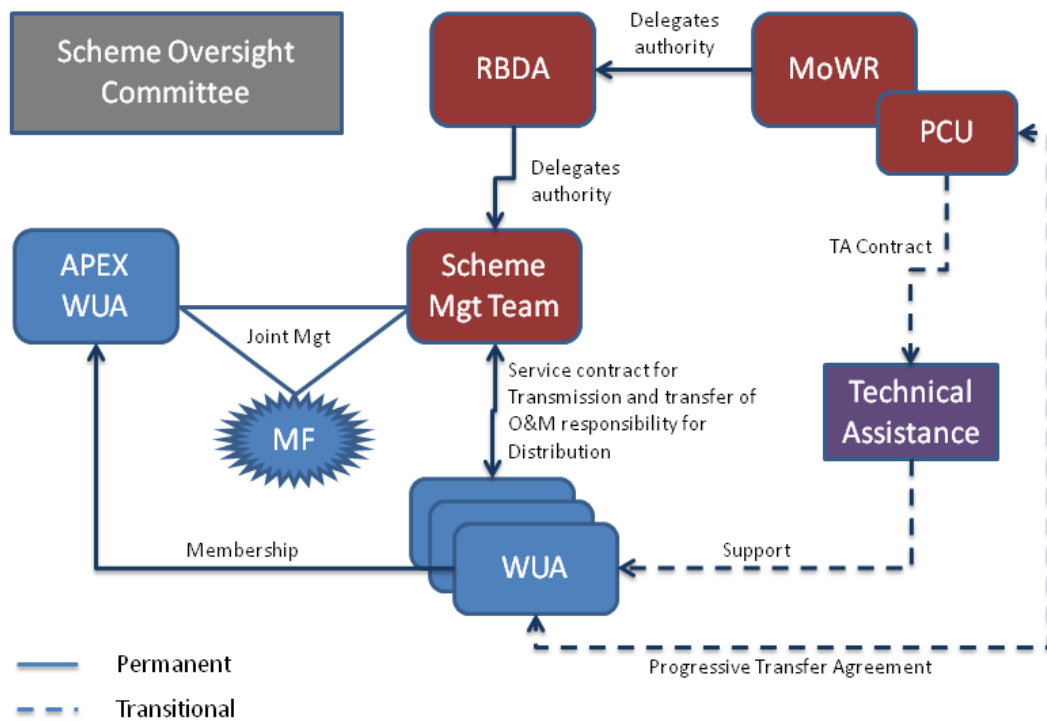 Scheme Oversight
Committee
RBDA
Delegates
authority
MoWR
PCU
Delegates
authority
TA Contract
APEX
WUA
Joint Mgt
Scheme
Mgt Team
MF
Service contract for
Transmission and transfer of
O&M responsibility for
Distribution
Technical
Assistance
Membership
WUA
Support
Progressive Transfer Agreement
Permanent
Transitional